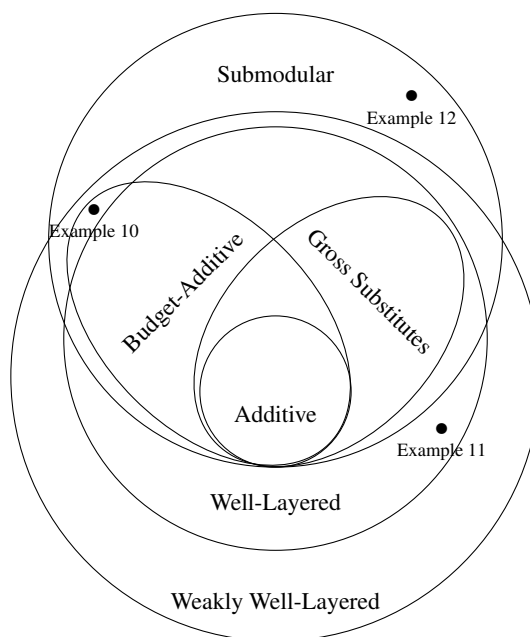 Submodular
Example 12
Example 10
Budget-Additive
Gross Substitutes
Additive
Example 11
Well-Layered
Weakly Well-Layered